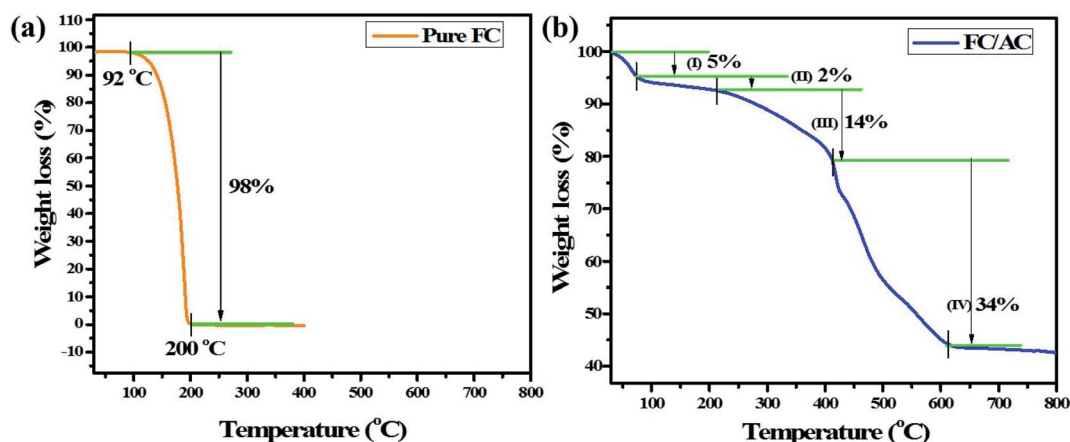 (a)
Pure FC
110
100
90
80
70
60
50
40
30
20
10
0
-10
92 °C
98%
200 °C
Weight loss (%)
100 200 300 400 500 600 700 800
Temperature (°C)
(b)
FC/AC
100
90
80
70
60
50
40
(I) 5%
(II) 2%
(III) 14%
(IV) 34%
Weight loss (%)
100 200 300 400 500 600 700 800
Temperature (°C)